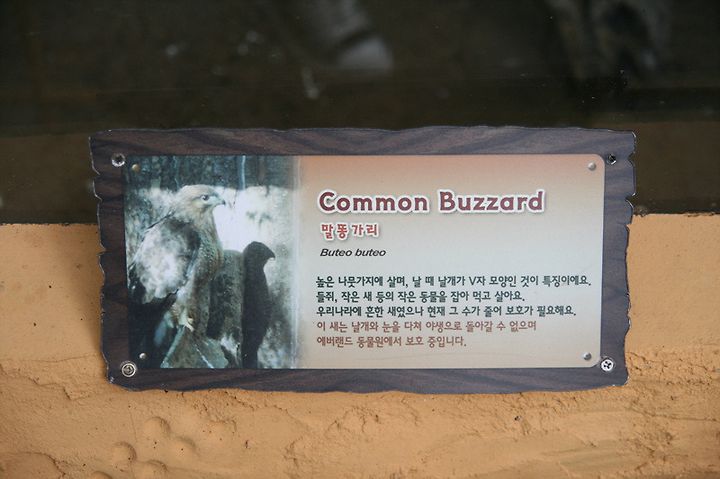 Common Buzzard
말똥가리
Buteo buteo
높은 나뭇가지에 살며, 날 때 날개가 V자 모양인 것이 특징이에요.
들쥐, 작은 새 등의 작은 동물을 잡아 먹고 살아요.
우리나라에 흔한 새였으나 현재 그 수가 줄어 보호가 필요해요.
이 새는 날개와 눈을 다쳐 야생으로 돌아갈 수 없으며
에버랜드 동물원에서 보호 중입니다.